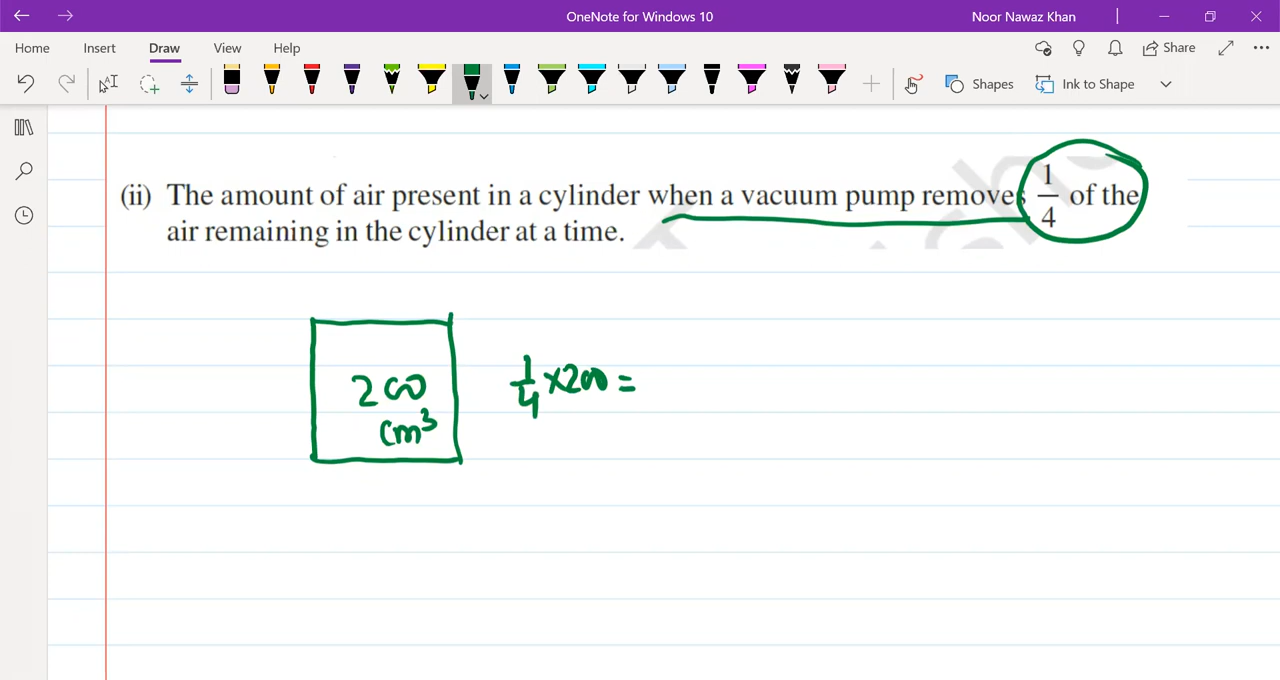 OneNote for Windows 10
Noor Nawaz Khan
Home Insert Draw View Help
Share
Shapes Ink to Shape
(ii) The amount of air present in a cylinder when a vacuum pump removes 1/4 of the
air remaining in the cylinder at a time.
200
cm³
1/4 × 200 =